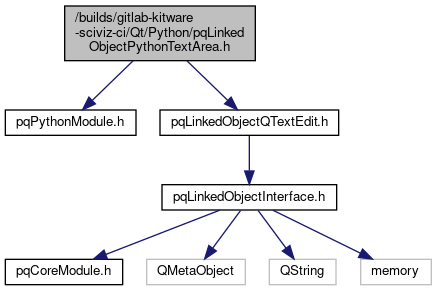 /builds/gitlab-kitware
-sciviz-ci/Qt/Python/pqLinked
ObjectPythonTextArea.h
pqPythonModule.h
pqLinkedObjectQTextEdit.h
pqLinkedObjectInterface.h
pqCoreModule.h
QMetaObject
QString
memory